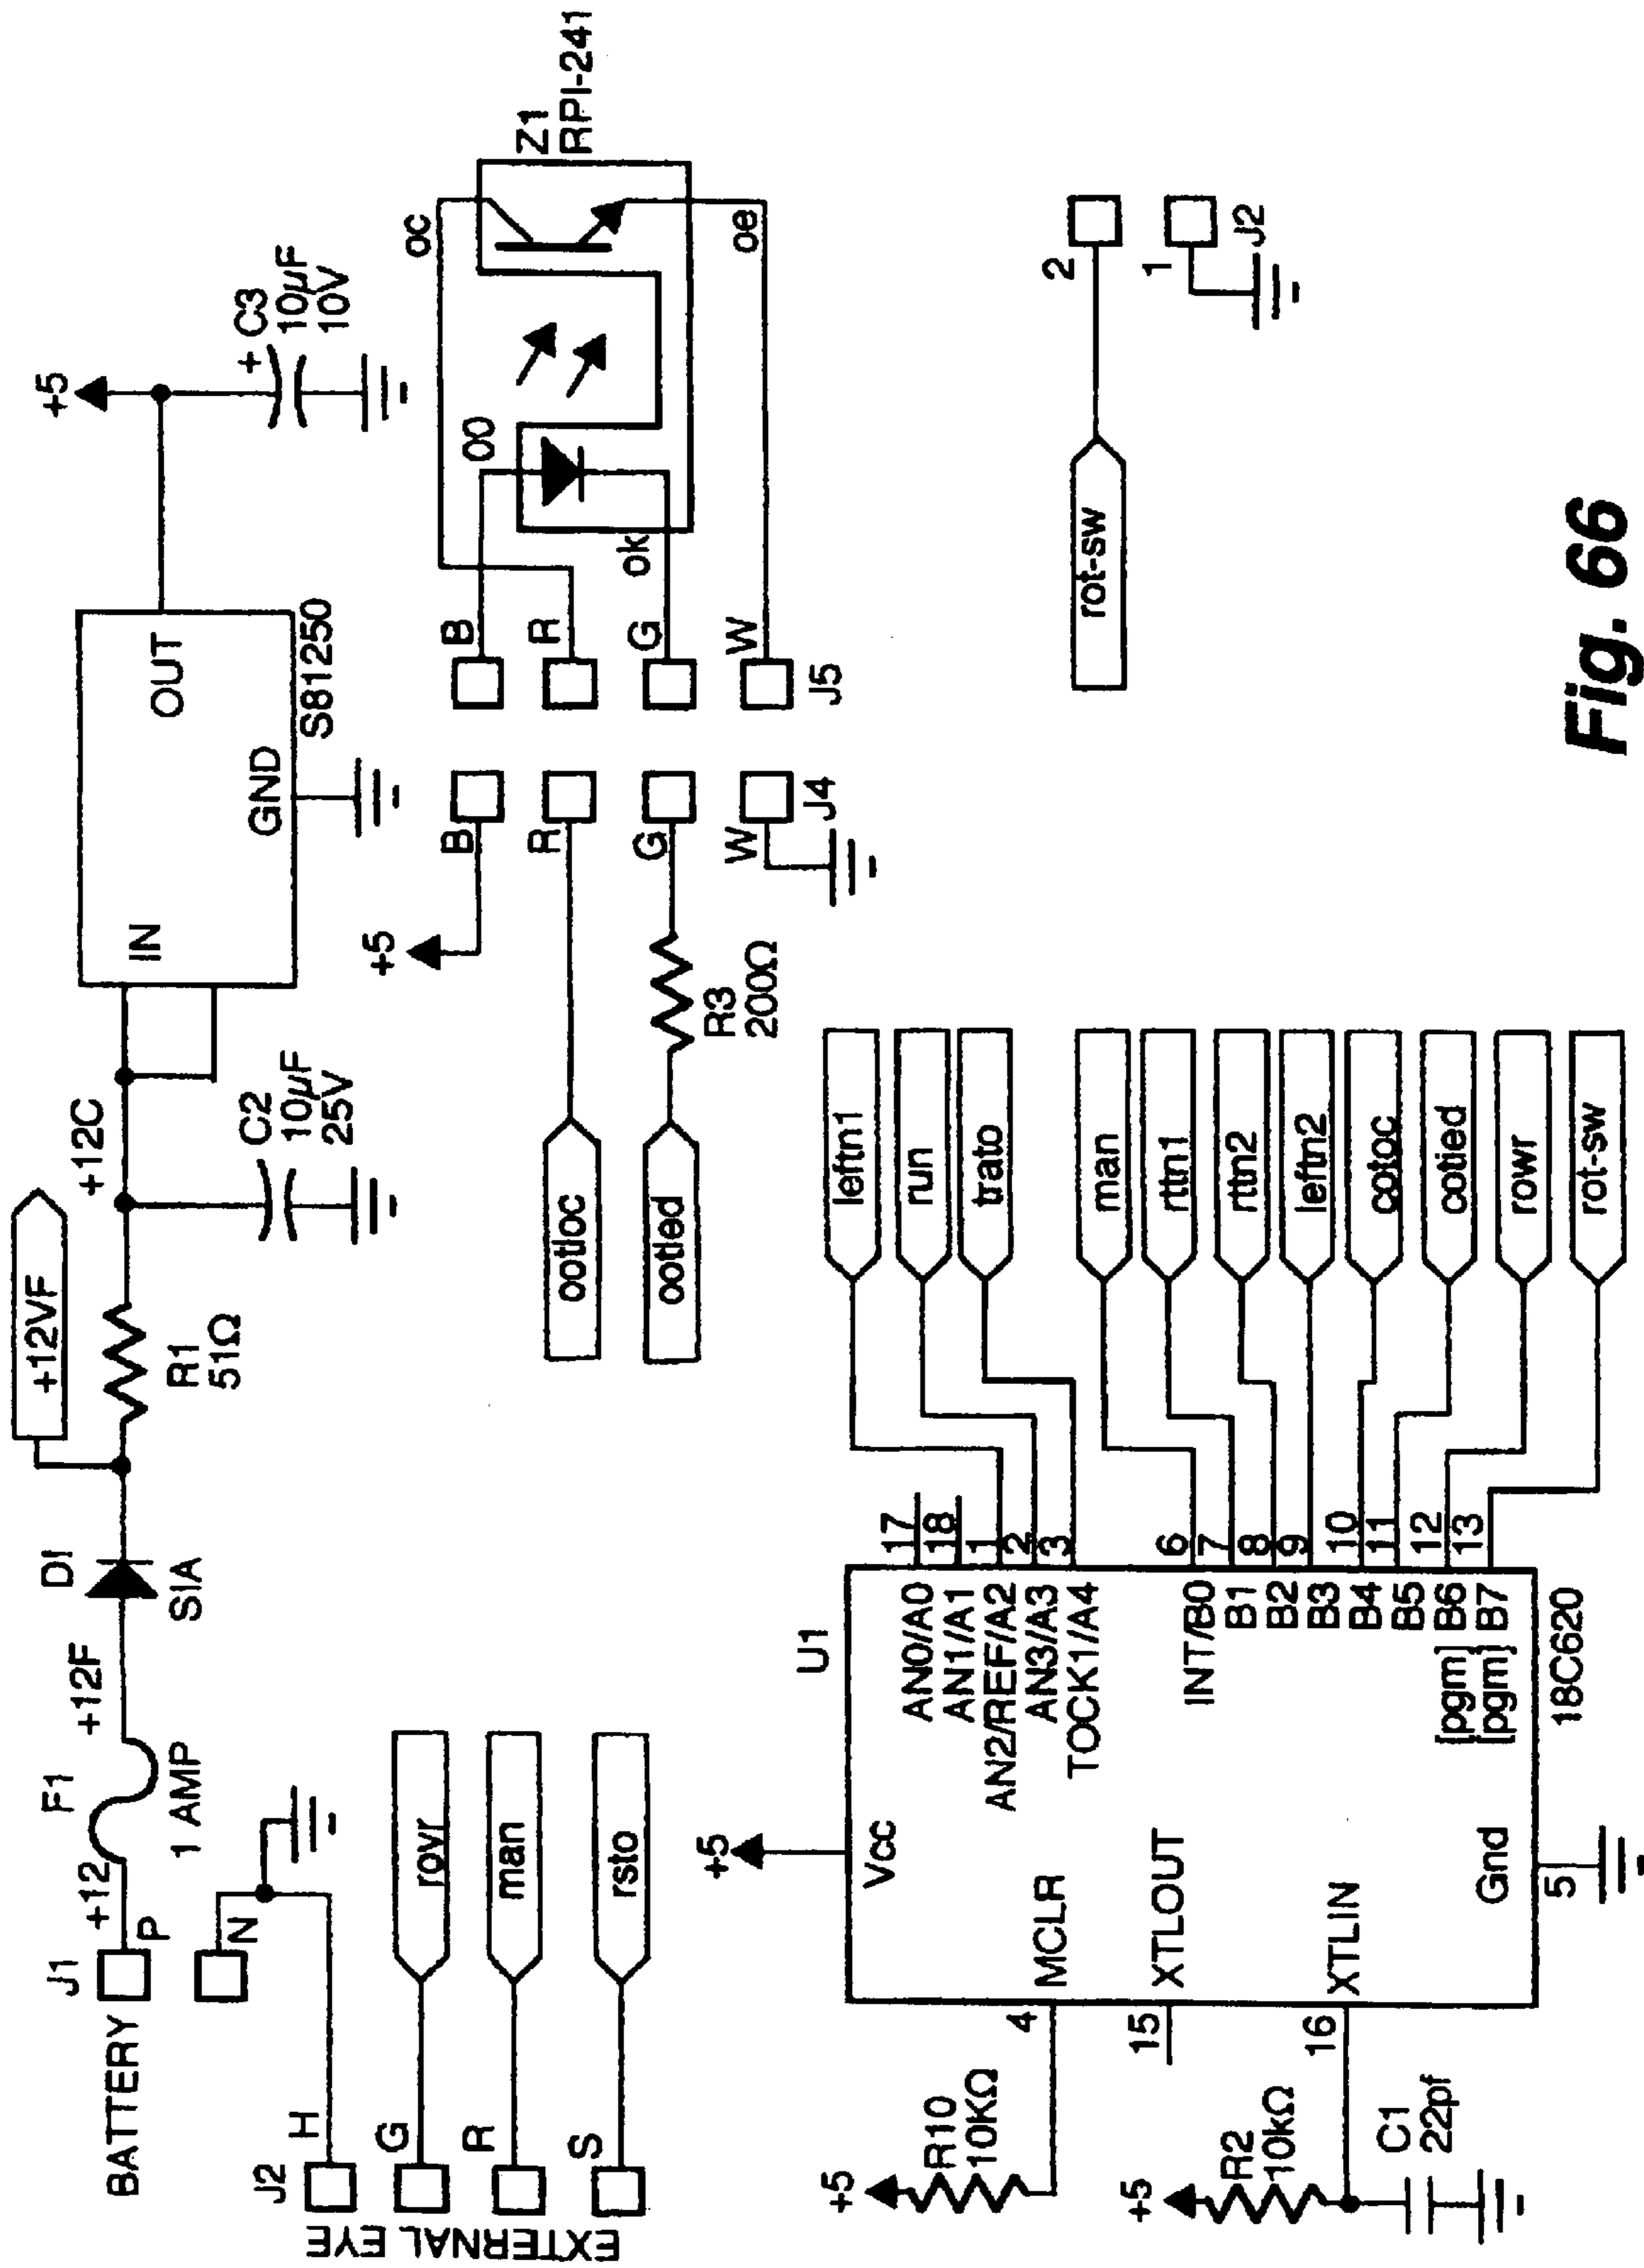 BATTERY
J1
P
+12
F1
1 AMP
+12F
D1
S1A
+12VF
R1
51Ω
+12C
C2
10µF
25V
IN
OUT
GND
S81250
+5
C3
+
10µF
10V
N
J2
H
G
rovr
R
man
S
rsto
EXTERNAL EYE
+5
B
B
ootloc
R
R
ootled
R3
200Ω
G
G
W
W
J4
J5
oc
00
ok
oe
Z1
RPI-241
+5
U1
Vcc
MCLR
4
XTLOUT
15
XTLIN
16
Gnd
5
18C620
+5
R10
10KΩ
+5
R2
10kΩ
C1
22pf
AN0/A0
17
AN1/A1
18
AN2/REF/A2
1
leftn1
AN3/A3
2
run
TOCK1/A4
3
trato
INT/B0
6
man
B1
7
rttn1
B2
8
rttn2
B3
9
leftn2
B4
10
ootoc
B5
11
ootied
[pgm] B6
12
rowr
[pgm] B7
13
rot-sw
rot-sw
2
1
J2
Fig. 66